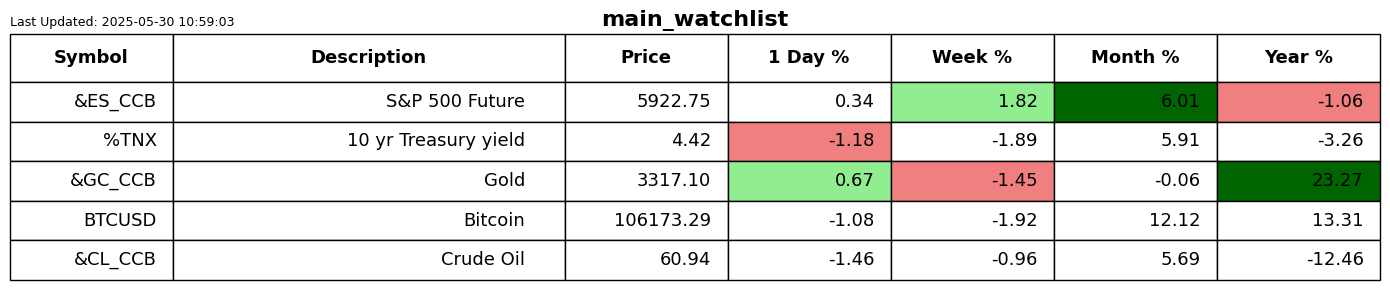 Last Updated: 2025-05-30 10:59:03 main_watchlist
Symbol Description Price 1 Day % Week % Month % Year %
&ES_CCB S&P 500 Future 5922.75 0.34 1.82 6.01 -1.06
%TNX 10 yr Treasury yield 4.42 -1.18 -1.89 5.91 -3.26
&GC_CCB Gold 3317.10 0.67 -1.45 -0.06 23.27
BTCUSD Bitcoin 106173.29 -1.08 -1.92 12.12 13.31
&CL_CCB Crude Oil 60.94 -1.46 -0.96 5.69 -12.46